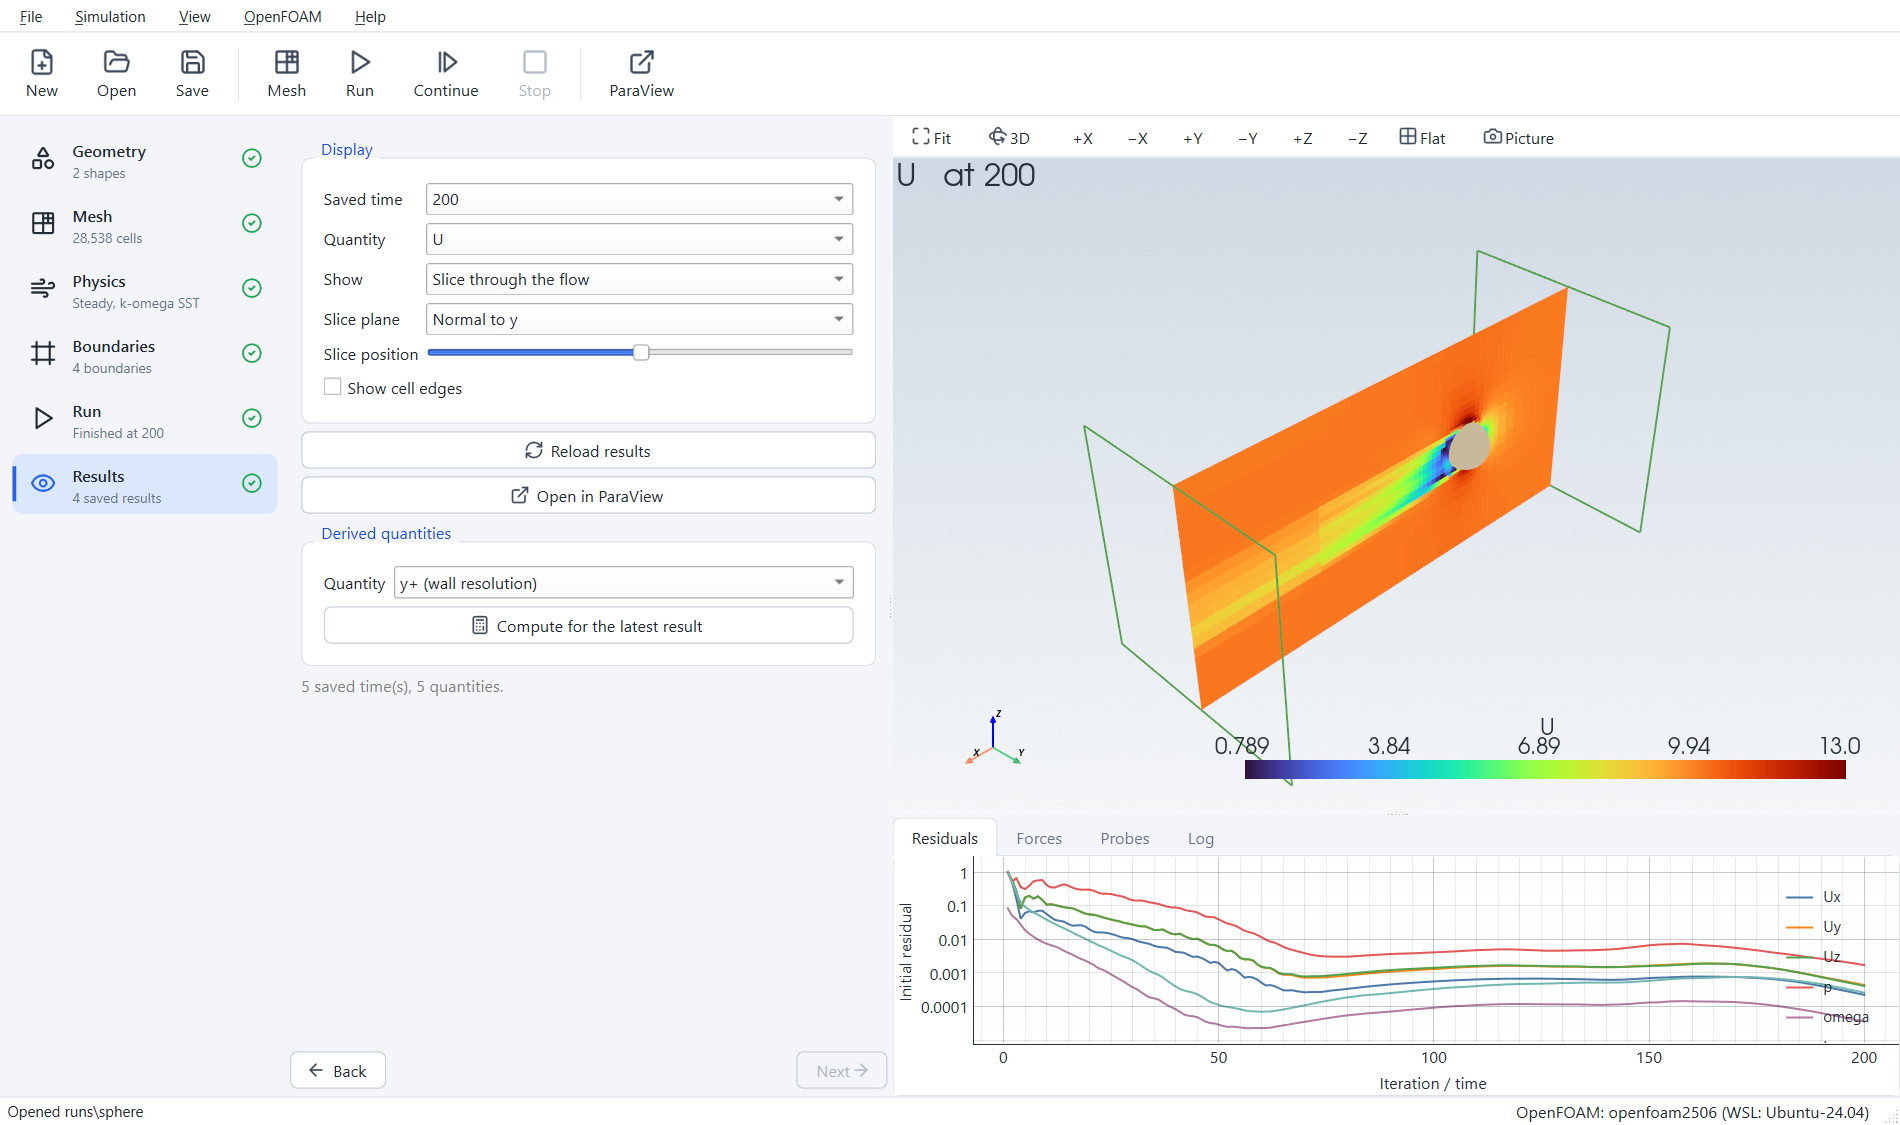 File Simulation View OpenFOAM Help
New Open Save Mesh Run Continue Stop ParaView
Geometry
2 shapes
Mesh
28,538 cells
Physics
Steady, k-omega SST
Boundaries
4 boundaries
Run
Finished at 200
Results
4 saved results
Display
Saved time 200
Quantity U
Show Slice through the flow
Slice plane Normal to y
Slice position
Show cell edges
Reload results
Open in ParaView
Derived quantities
Quantity y+ (wall resolution)
Compute for the latest result
5 saved time(s), 5 quantities.
Back Next
Fit 3D +X −X +Y −Y +Z −Z Flat Picture
U at 200
Z
X Y
U
0.789 3.84 6.89 9.94 13.0
Residuals Forces Probes Log
Initial residual
1
0.1
0.01
0.001
0.0001
Ux
Uy
Uz
p
omega
0 50 100 150 200
Iteration / time
Opened runs\sphere
OpenFOAM: openfoam2506 (WSL: Ubuntu-24.04)